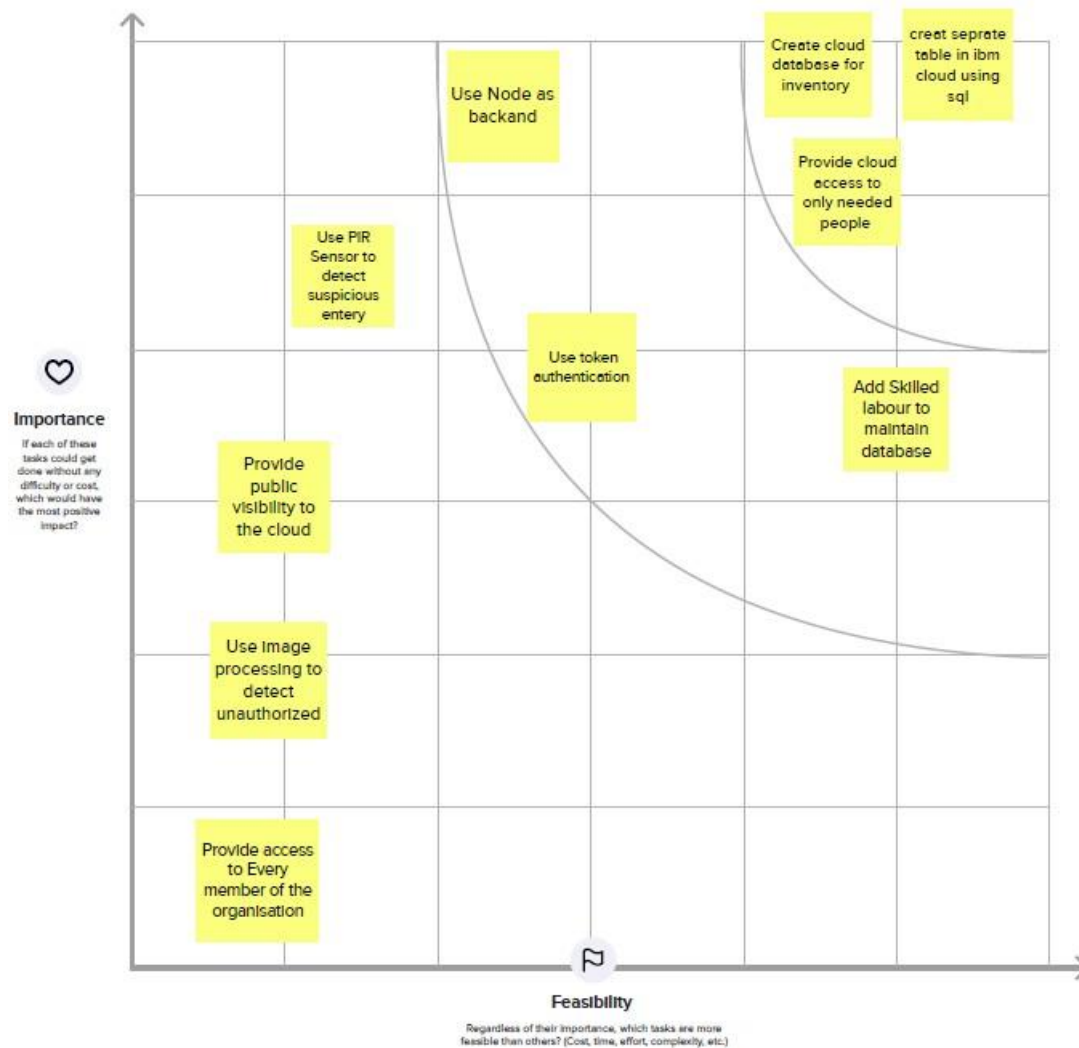 Use Node as
backand
Create cloud
database for
inventory
creat seprate
table in ibm
cloud using
sql
Provide cloud
access to
only needed
people
Use PIR
Sensor to
detect
suspicious
entery
Use token
authentication
Add Skilled
labour to
maintain
database
Importance
If each of these
tasks could get
done without any
difficulty or cost,
which would have
the most positive
impact?
Provide
public
visibility to
the cloud
Use image
processing to
detect
unauthorized
Provide access
to Every
member of the
organisation
Feasibility
Regardless of their importance, which tasks are more
feasible than others? (Cost, time, effort, complexity, etc.)